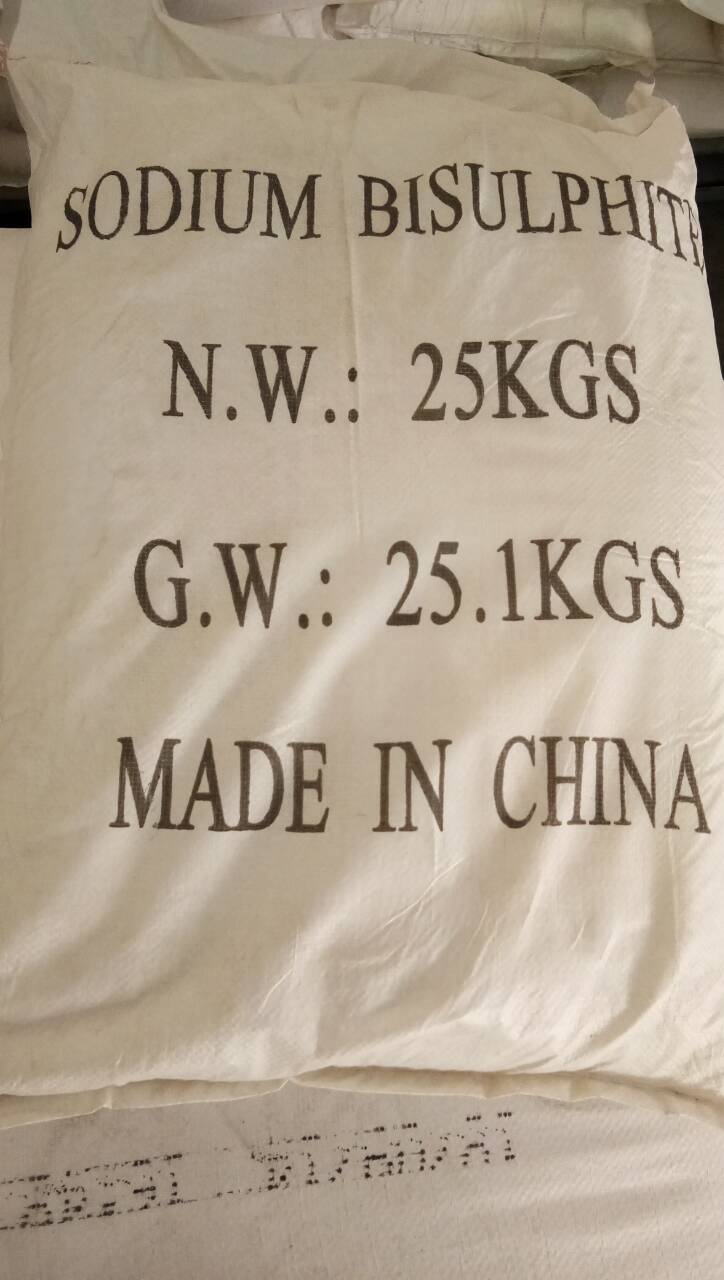 SODIUM BISULPHITE
N.W.: 25KGS
G.W.: 25.1KGS
MADE IN CHINA